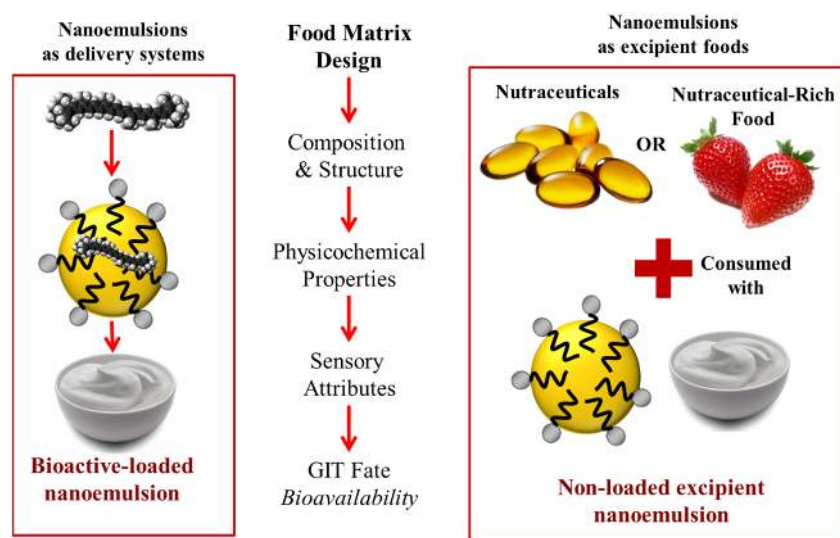 Nanoemulsions
as delivery systems
Bioactive-loaded
nanoemulsion
Food Matrix
Design
Composition
& Structure
Physicochemical
Properties
Sensory
Attributes
GIT Fate
Bioavailability
Nanoemulsions
as excipient foods
Nutraceuticals
OR
Nutraceutical-Rich
Food
Consumed
with
Non-loaded excipient
nanoemulsion